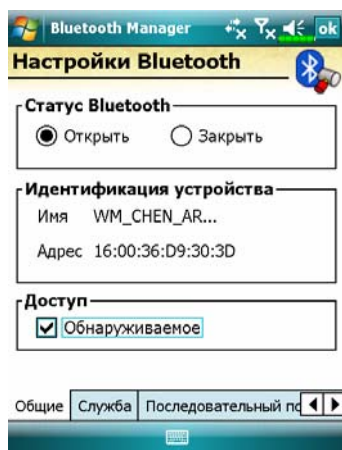 Bluetooth Manager ok
Настройки Bluetooth
Статус Bluetooth
Открыть Закрыть
Идентификация устройства
Имя WM_CHEN_AR...
Адрес 16:00:36:D9:30:3D
Доступ
Обнаруживаемое
Общие Служба Последовательный по